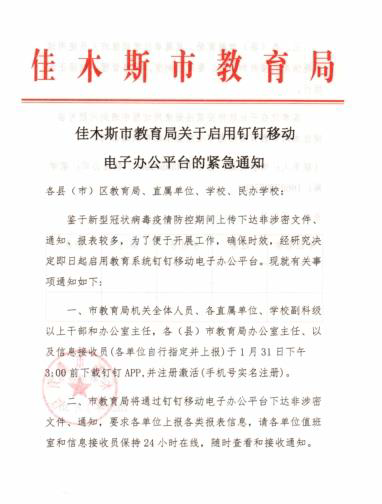 佳木斯市教育局
佳木斯市教育局关于启用钉钉移动
电子办公平台的紧急通知
各县（市）区教育局、直属单位、学校、民办学校：
鉴于新型冠状病毒疫情防控期间上传下达非涉密文件、
通知、报表较多，为了便于开展工作，确保时效，经研究决
定即日起启用教育系统钉钉移动电子办公平台。现就有关事
项通知如下：
一、市教育局机关全体人员、各直属单位、学校副科级
以上干部和办公室主任、各（县）市教育局办公室主任、以
及信息接收员(各单位自行指定并上报)于1月31日下午
3:00前下载钉钉APP,并注册激活(手机号实名注册)。
二、市教育局将通过钉钉移动电子办公平台下达非涉密
文件、通知，要求各单位上报各类报表信息，请各单位值班
室和信息接收员保持24小时在线，随时查看和接收通知。